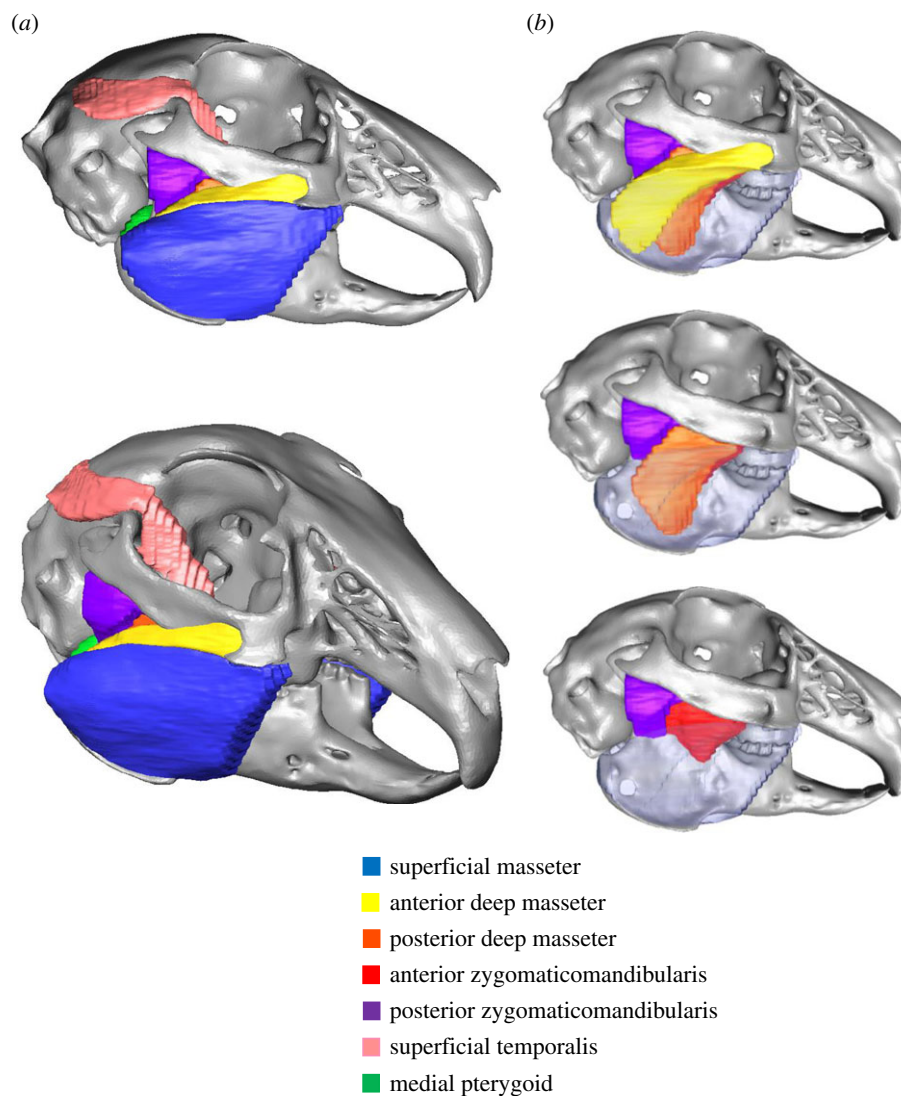 (a)
(b)
superficial masseter
anterior deep masseter
posterior deep masseter
anterior zygomaticomandibularis
posterior zygomaticomandibularis
superficial temporalis
medial pterygoid